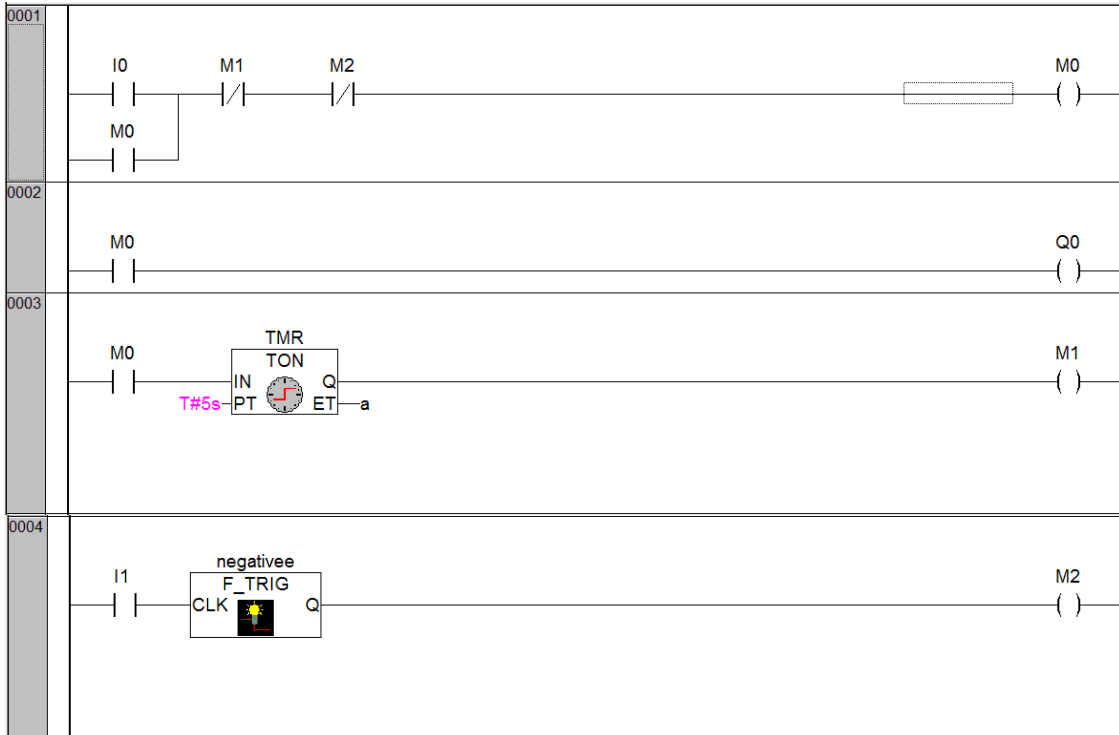 0001
I0 M1 M2 M0
M0
0002
M0 Q0
0003
TMR
M0 TON M1
IN Q
T#5s PT ET a
0004
negativee
I1 F_TRIG M2
CLK Q